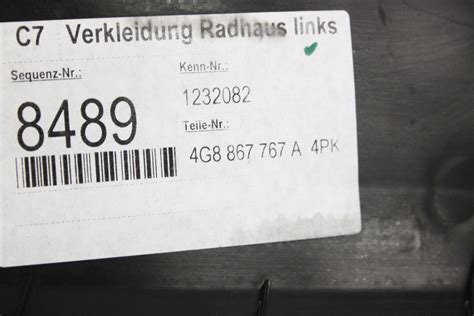 C7 Verkleidung Radhaus links
Sequenz-Nr.:
8489
Kenn-Nr.:
1232082
Teile-Nr.:
4G8 867 767 A 4PK